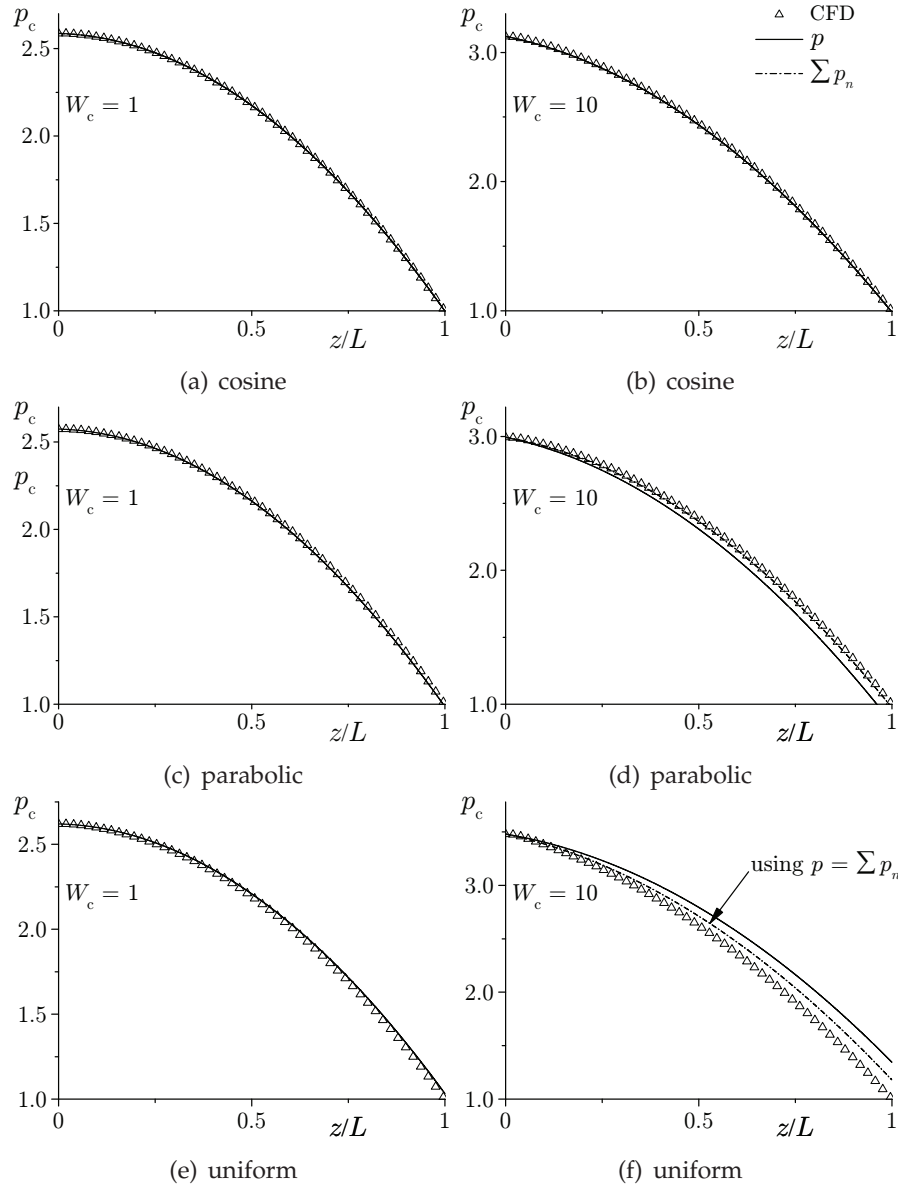 p_c
2.5
2.0
1.5
1.0
W_c = 1
0
0.5
1
z/L
(a) cosine
p_c
3.0
2.0
1.0
W_c = 10
CFD
p
∑ p_n
0
0.5
1
z/L
(b) cosine
p_c
2.5
p_c
2.0
1.5
1.0
W_c = 1
0
0.5
1
z/L
(c) parabolic
p_c
3.0
2.0
1.0
W_c = 10
0
0.5
1
z/L
(d) parabolic
p_c
2.5
2.0
1.5
1.0
W_c = 1
0
0.5
1
z/L
(e) uniform
p_c
3.0
2.0
1.0
W_c = 10
using p = ∑ p_n
0
0.5
1
z/L
(f) uniform